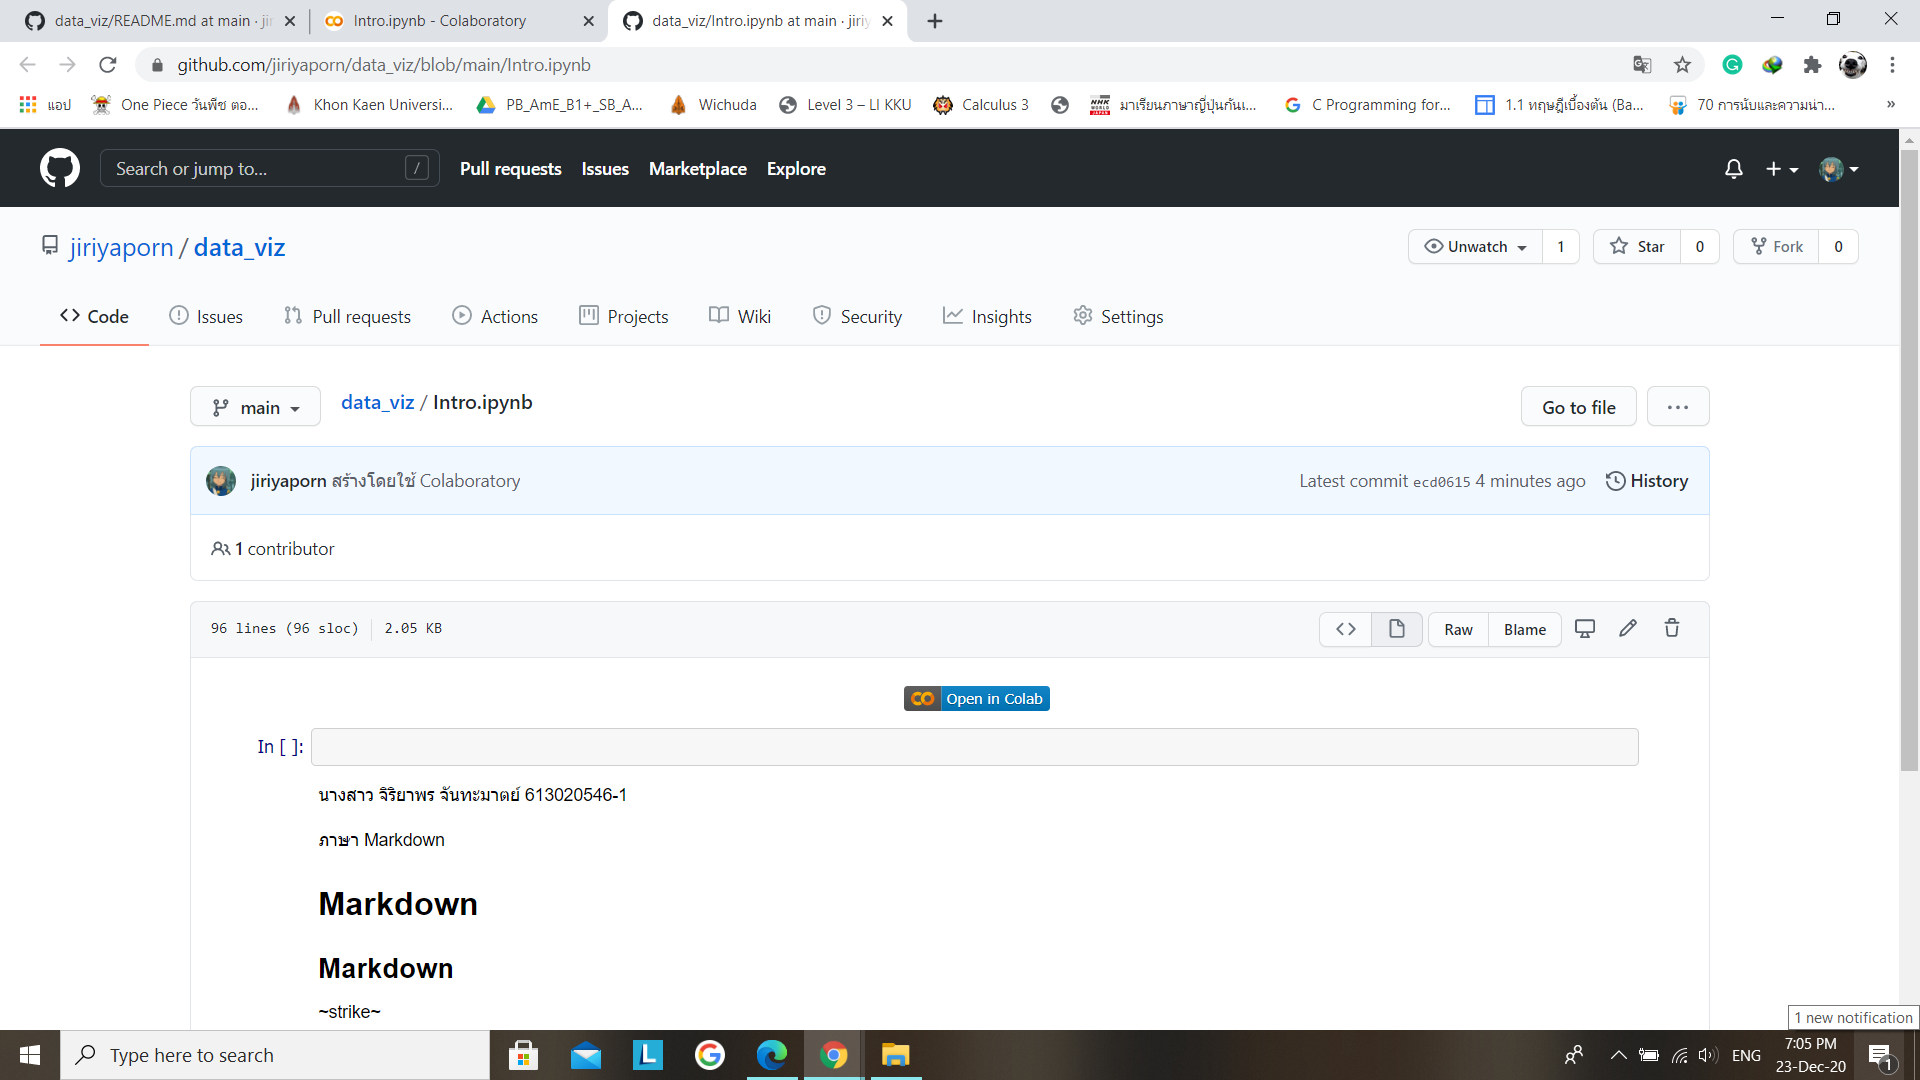 data_viz/README.md at main · jir
Intro.ipynb - Colaboratory
data_viz/Intro.ipynb at main · jiriy
github.com/jiriyaporn/data_viz/blob/main/Intro.ipynb
แอป
One Piece วันพีช ตอ...
Khon Kaen Universi...
PB_AmE_B1+_SB_A...
Wichuda
Level 3 – LI KKU
Calculus 3
NHK WORLD JAPAN
มาเรียนภาษาญี่ปุ่นกันเ...
C Programming for...
1.1 ทฤษฎีเบื้องต้น (Ba...
70 การนับและความน่า...
»
Search or jump to... /
Pull requests Issues Marketplace Explore
jiriyaporn / data_viz
Unwatch 1 Star 0 Fork 0
Code Issues Pull requests Actions Projects Wiki Security Insights Settings
main data_viz / Intro.ipynb
Go to file ...
jiriyaporn สร้างโดยใช้ Colaboratory
Latest commit ecd0615 4 minutes ago History
1 contributor
96 lines (96 sloc) 2.05 KB
<> Raw Blame
Open in Colab
In [ ]:
นางสาว จิริยาพร จันทะมาตย์ 613020546-1
ภาษา Markdown
Markdown
Markdown
~strike~
1 new notification
Type here to search
L
ENG
7:05 PM
23-Dec-20
1